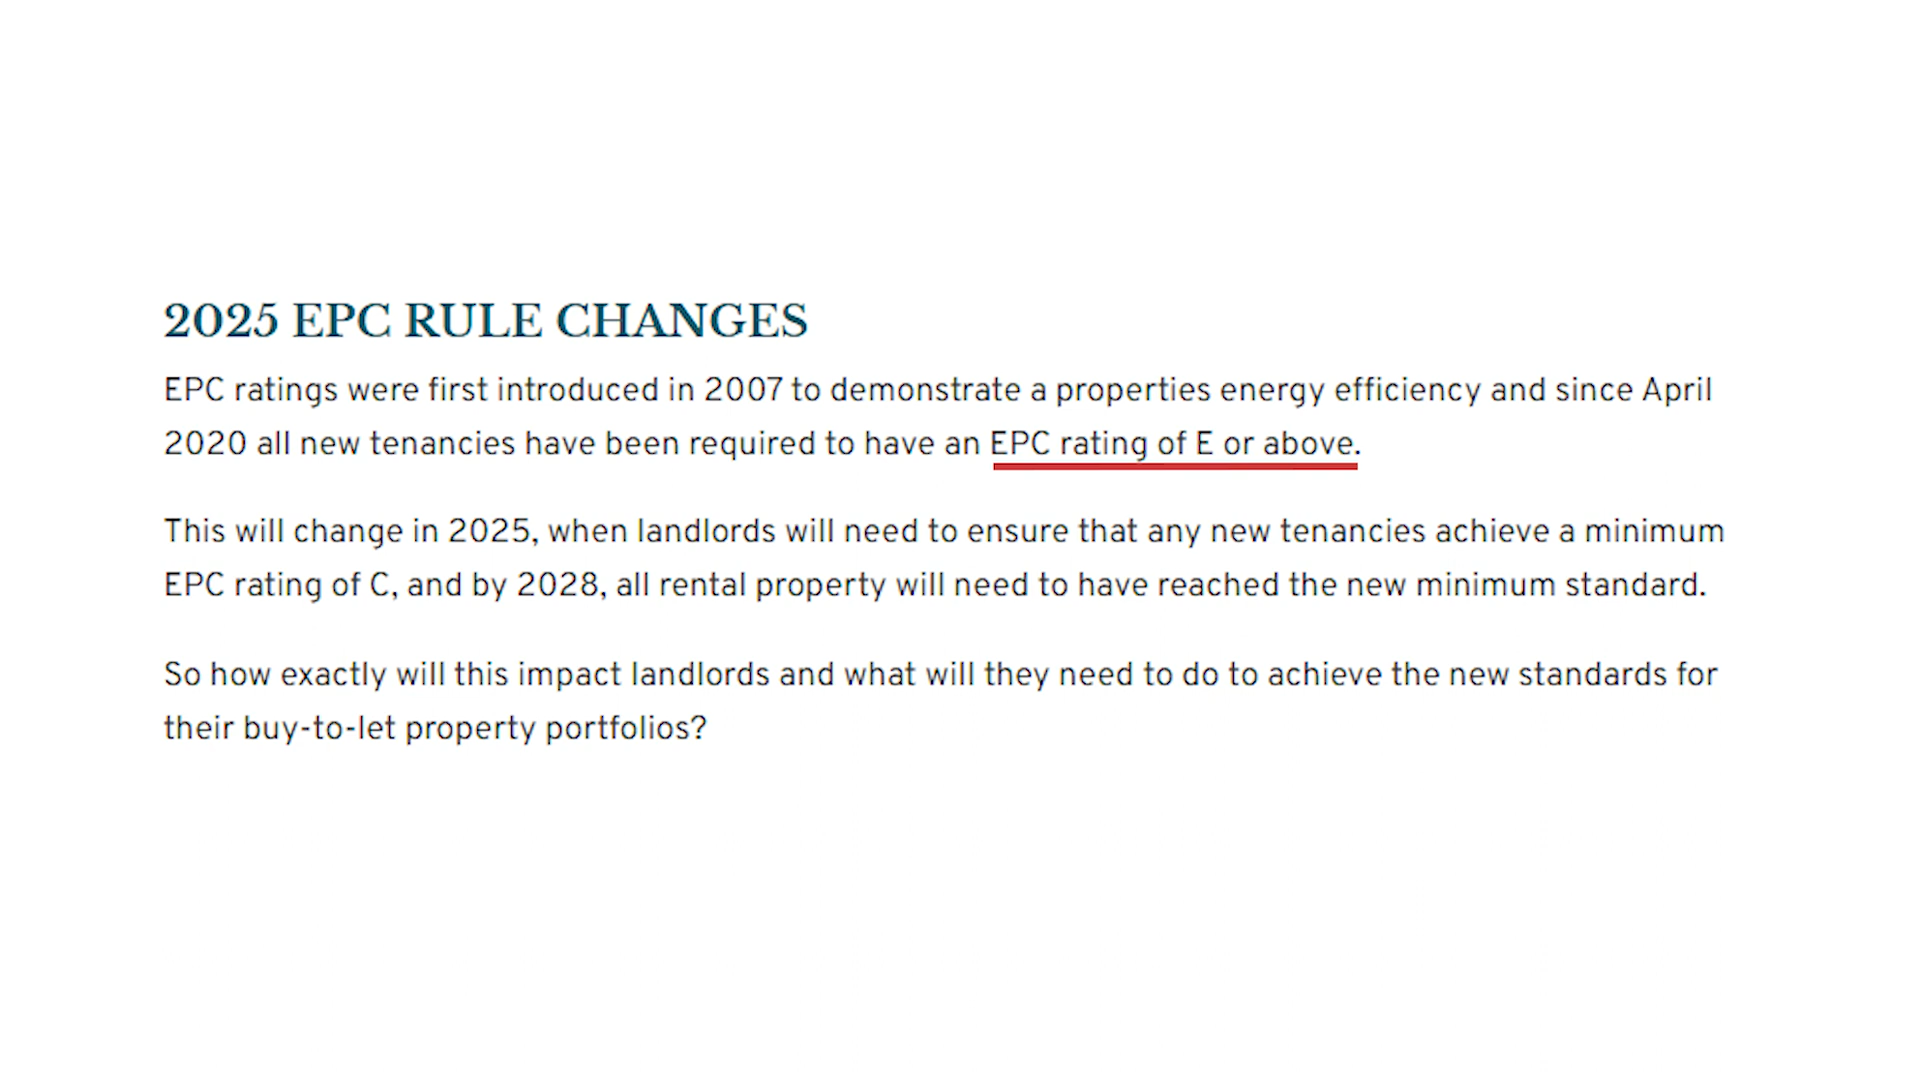 2025 EPC RULE CHANGES
EPC ratings were first introduced in 2007 to demonstrate a properties energy efficiency and since April
2020 all new tenancies have been required to have an EPC rating of E or above.
This will change in 2025, when landlords will need to ensure that any new tenancies achieve a minimum
EPC rating of C, and by 2028, all rental property will need to have reached the new minimum standard.
So how exactly will this impact landlords and what will they need to do to achieve the new standards for
their buy-to-let property portfolios?